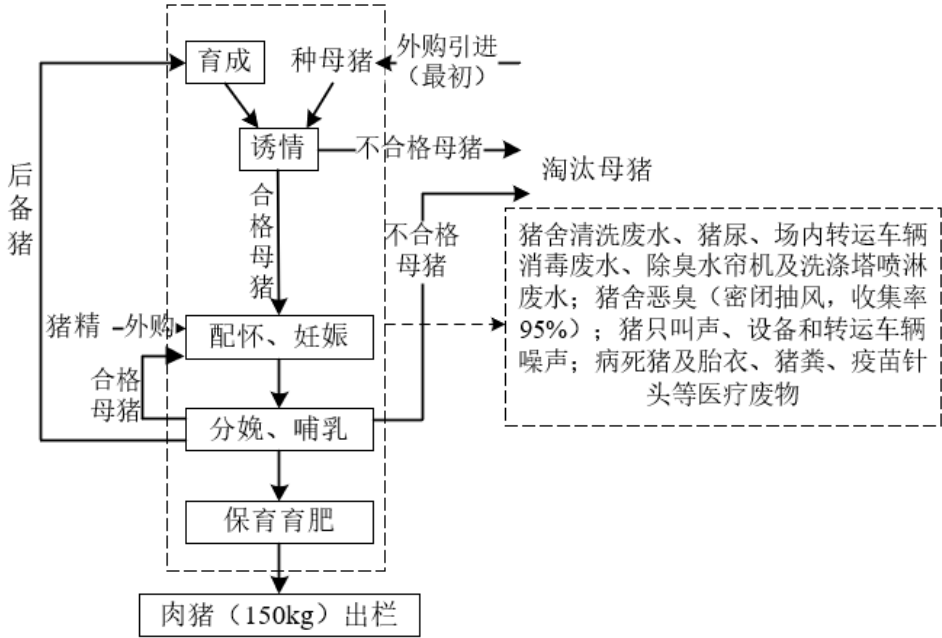 育成
种母猪
外购引进
（最初）
诱情
不合格母猪
淘汰母猪
后备猪
合格母猪
不合格
母猪
猪舍清洗废水、猪尿、场内转运车辆
消毒废水、除臭水帘机及洗涤塔喷淋
废水；猪舍恶臭（密闭抽风，收集率
95%）；猪只叫声、设备和转运车辆
噪声；病死猪及胎衣、猪粪、疫苗针
头等医疗废物
猪精
外购
配怀、妊娠
合格
母猪
分娩、哺乳
保育育肥
肉猪（150kg）出栏